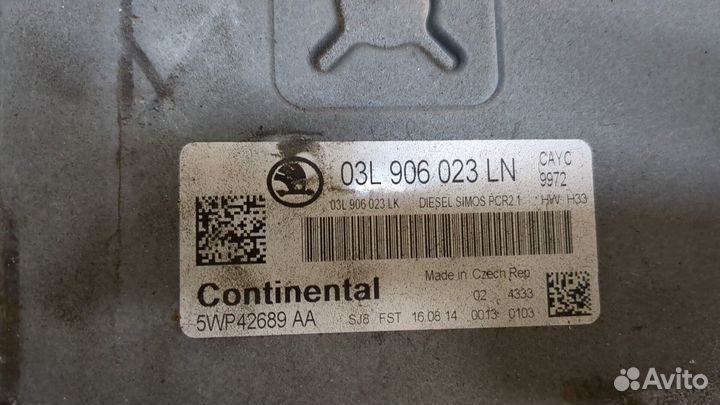 03L 906 023 LN CAYC
9972
03L 906 023 LK DIESEL SIMOS PCR2.1 HW: H33
Made in Czech Rep
Continental 02 4333
5WP42689 AA SJ8 FST 16.08.14 0013 0103
Avito